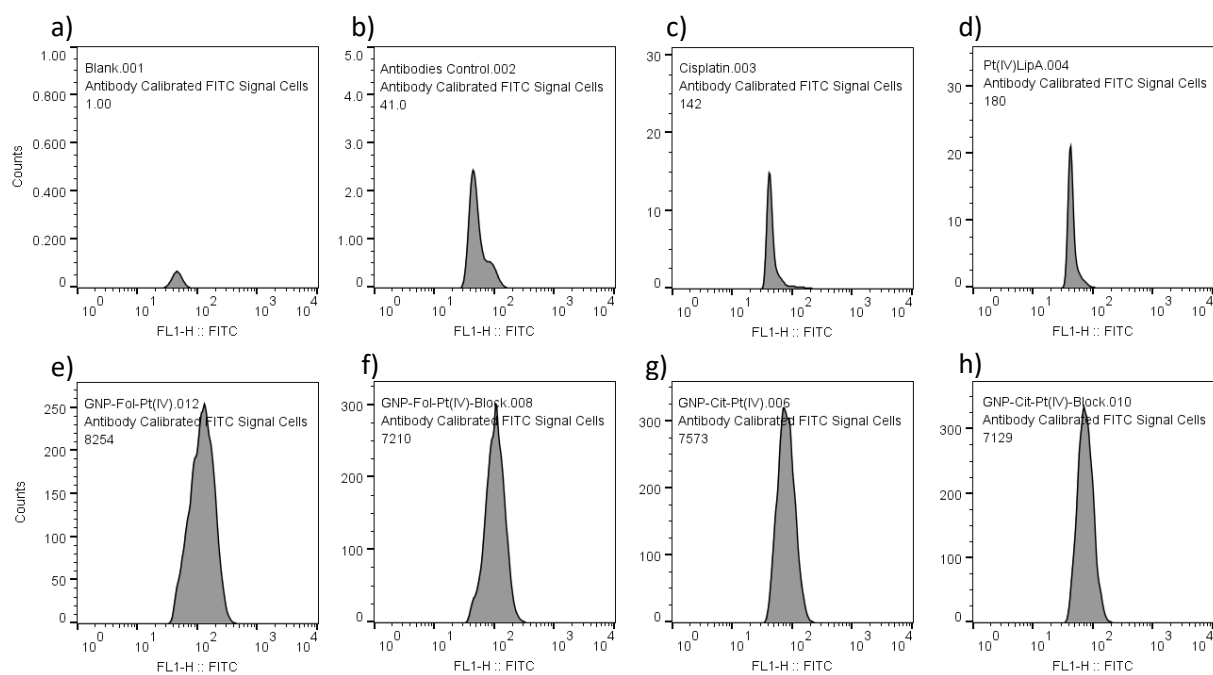 a)
1.00
0.800
0.600
0.400
0.200
0
Counts
Blank.001
Antibody Calibrated FITC Signal Cells
1.00
10^0 10^1 10^2 10^3 10^4
FL1-H :: FITC
b)
5.0
4.0
3.0
2.0
1.00
0
Antibodies Control.002
Antibody Calibrated FITC Signal Cells
41.0
10^0 10^1 10^2 10^3 10^4
FL1-H :: FITC
c)
30
20
10
0
Cisplatin.003
Antibody Calibrated FITC Signal Cells
142
10^0 10^1 10^2 10^3 10^4
FL1-H :: FITC
d)
30
20
10
0
Pt(IV)LipA.004
Antibody Calibrated FITC Signal Cells
180
10^0 10^1 10^2 10^3 10^4
FL1-H :: FITC
e)
250
200
150
100
50
0
Counts
GNP-Fol-Pt(IV).012
Antibody Calibrated FITC Signal Cells
8254
10^0 10^1 10^2 10^3 10^4
FL1-H :: FITC
f)
300
200
100
0
GNP-Fol-Pt(IV)-Block.008
Antibody Calibrated FITC Signal Cells
7210
10^0 10^1 10^2 10^3 10^4
FL1-H :: FITC
g)
300
200
100
0
GNP-Cit-Pt(IV).006
Antibody Calibrated FITC Signal Cells
7573
10^0 10^1 10^2 10^3 10^4
FL1-H :: FITC
h)
300
200
100
0
GNP-Cit-Pt(IV)-Block.010
Antibody Calibrated FITC Signal Cells
7129
10^0 10^1 10^2 10^3 10^4
FL1-H :: FITC